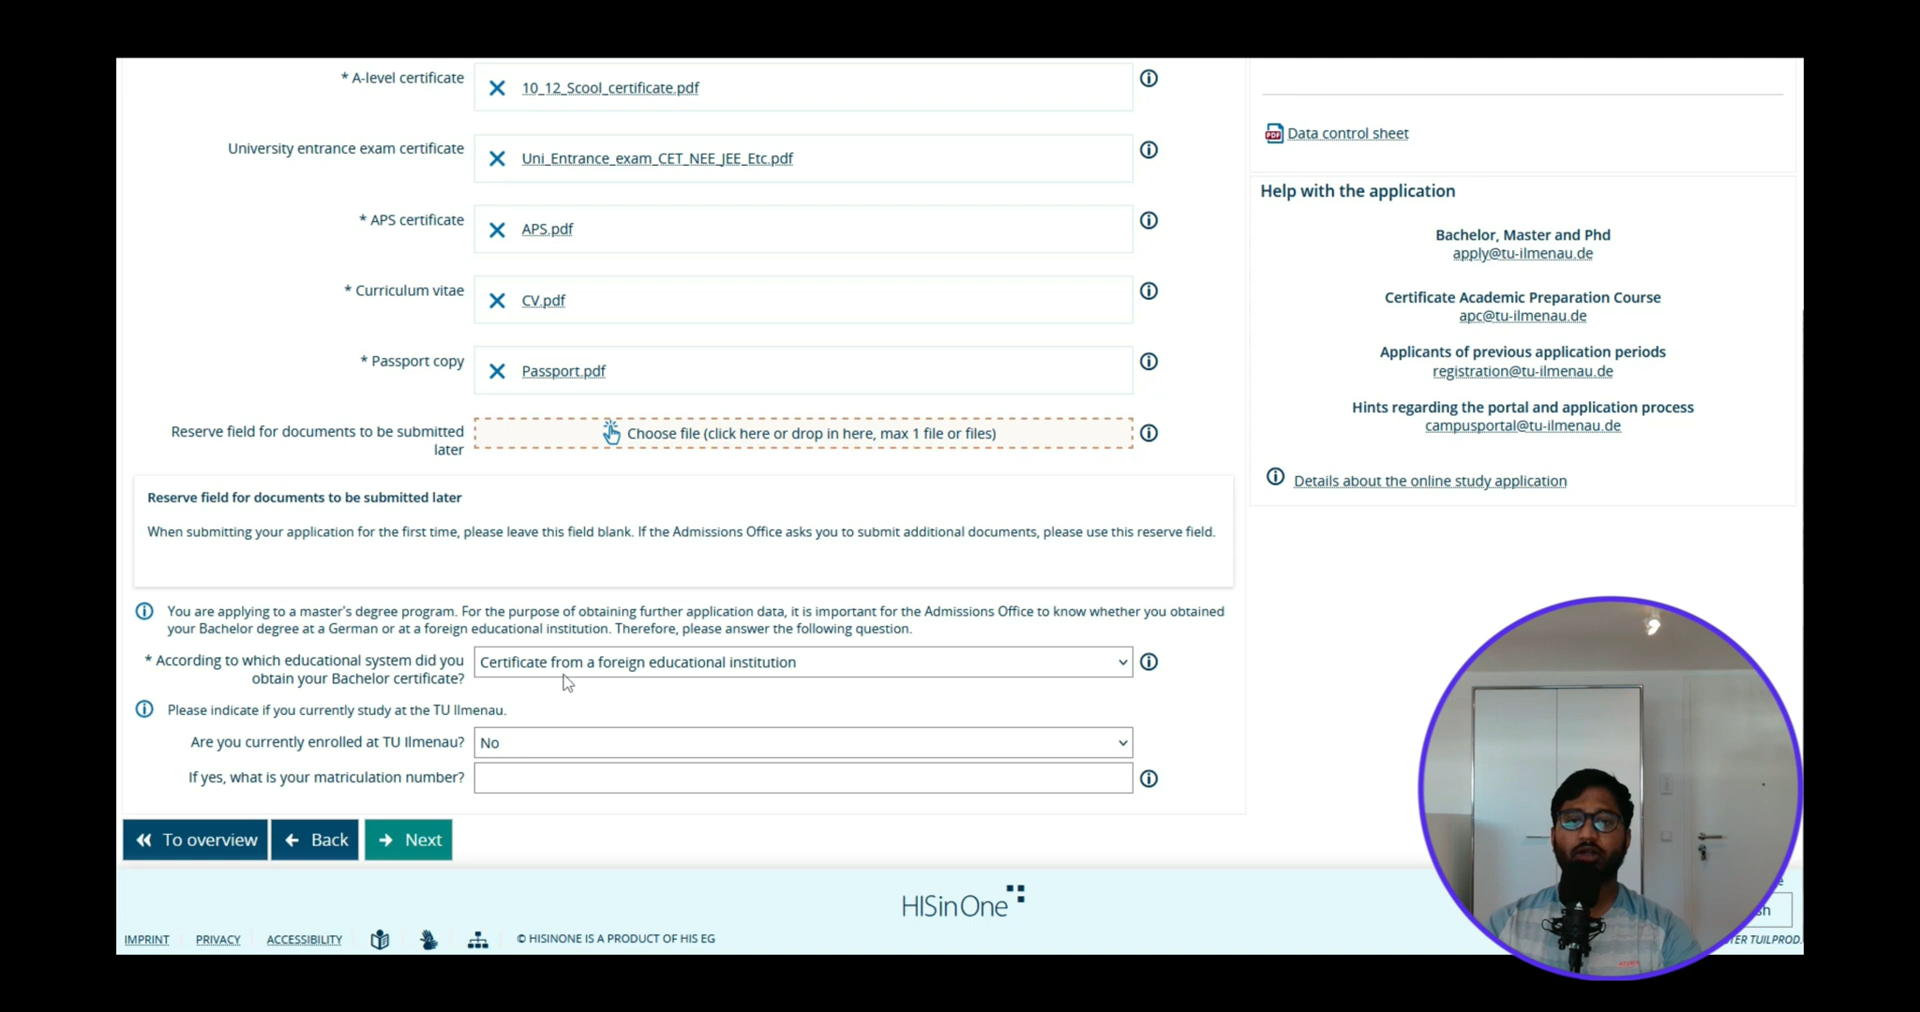 * A-level certificate
10_12_Scool_certificate.pdf
University entrance exam certificate
Uni_Entrance_exam_CET_NEE_JEE_Etc.pdf
* APS certificate
APS.pdf
* Curriculum vitae
CV.pdf
* Passport copy
Passport.pdf
Reserve field for documents to be submitted
later
Choose file (click here or drop in here, max 1 file or files)
Reserve field for documents to be submitted later
When submitting your application for the first time, please leave this field blank. If the Admissions Office asks you to submit additional documents, please use this reserve field.
You are applying to a master's degree program. For the purpose of obtaining further application data, it is important for the Admissions Office to know whether you obtained
your Bachelor degree at a German or at a foreign educational institution. Therefore, please answer the following question.
* According to which educational system did you
obtain your Bachelor certificate?
Certificate from a foreign educational institution
Please indicate if you currently study at the TU Ilmenau.
Are you currently enrolled at TU Ilmenau?
No
If yes, what is your matriculation number?
To overview
Back
Next
PDF
Data control sheet
Help with the application
Bachelor, Master and Phd
apply@tu-ilmenau.de
Certificate Academic Preparation Course
apc@tu-ilmenau.de
Applicants of previous application periods
registration@tu-ilmenau.de
Hints regarding the portal and application process
campusportal@tu-ilmenau.de
Details about the online study application
HISinOne
IMPRINT
PRIVACY
ACCESSIBILITY
© HISINONE IS A PRODUCT OF HIS EG
TUILPROD.